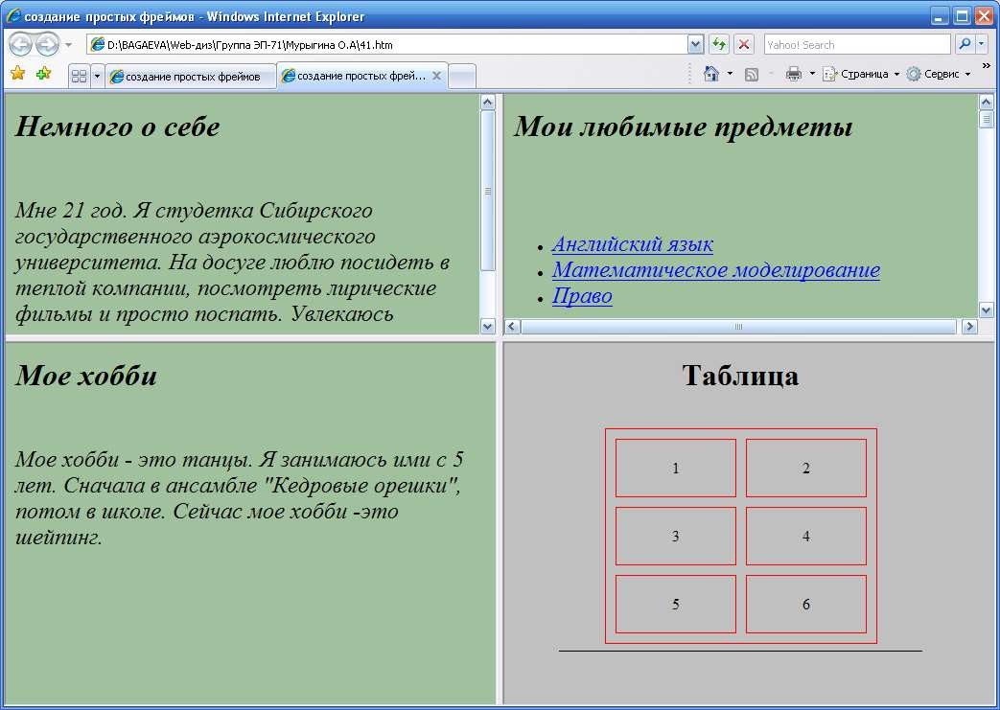 создание простых фреймов - Windows Internet Explorer
D:\BAGAEVA\Web-диз\Группа ЭП-71\Мурыгина О.А\41.htm
Yahoo! Search
создание простых фреймов
создание простых фрей...
Страница
Сервис
Немного о себе
Мне 21 год. Я студетка Сибирского
государственного аэрокосмического
университета. На досуге люблю посидеть в
теплой компании, посмотреть лирические
фильмы и просто поспать. Увлекаюсь
Мои любимые предметы
• Английский язык
• Математическое моделирование
• Право
Мое хобби
Мое хобби - это танцы. Я занимаюсь ими с 5
лет. Сначала в ансамбле "Кедровые орешки",
потом в школе. Сейчас мое хобби -это
шейпинг.
Таблица
1 2
3 4
5 6